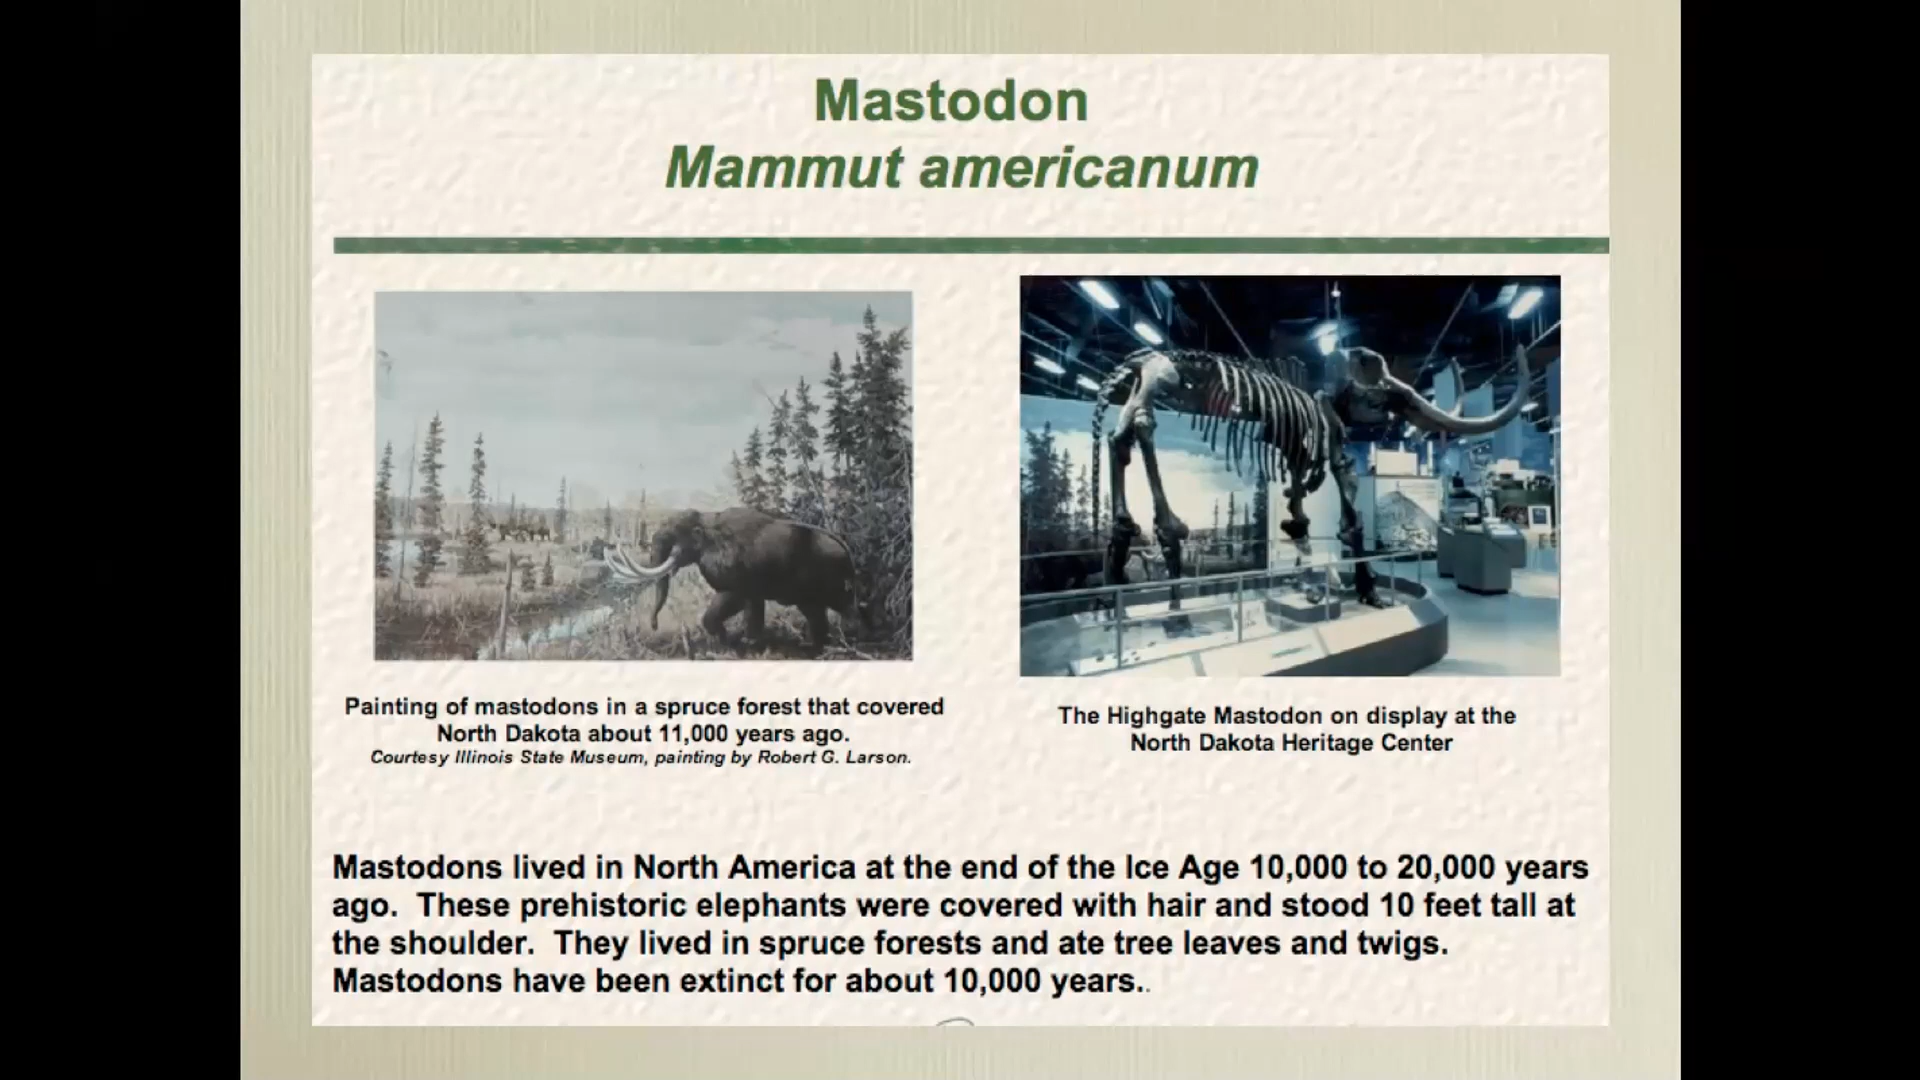 Mastodon
Mammut americanum
Painting of mastodons in a spruce forest that covered
North Dakota about 11,000 years ago.
Courtesy Illinois State Museum, painting by Robert G. Larson.
The Highgate Mastodon on display at the
North Dakota Heritage Center
Mastodons lived in North America at the end of the Ice Age 10,000 to 20,000 years
ago.  These prehistoric elephants were covered with hair and stood 10 feet tall at
the shoulder.  They lived in spruce forests and ate tree leaves and twigs.
Mastodons have been extinct for about 10,000 years..